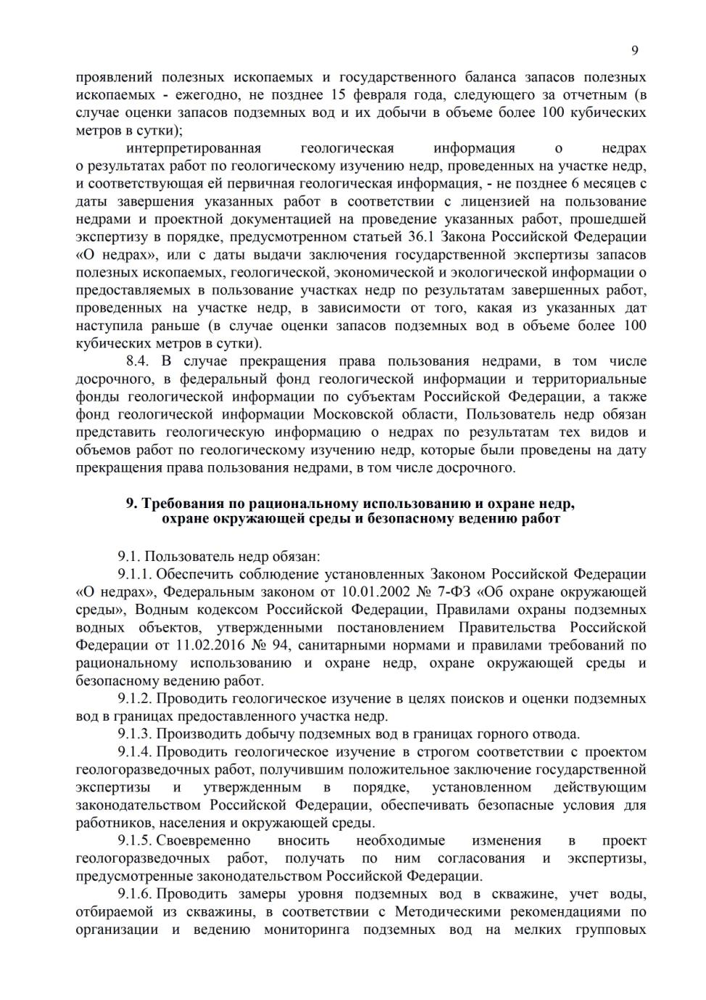 9
проявлений полезных ископаемых и государственного баланса запасов полезных
ископаемых - ежегодно, не позднее 15 февраля года, следующего за отчетным (в
случае оценки запасов подземных вод и их добычи в объеме более 100 кубических
метров в сутки);
интерпретированная геологическая информация о недрах
о результатах работ по геологическому изучению недр, проведенных на участке недр,
и соответствующая ей первичная геологическая информация, - не позднее 6 месяцев с
даты завершения указанных работ в соответствии с лицензией на пользование
недрами и проектной документацией на проведение указанных работ, прошедшей
экспертизу в порядке, предусмотренном статьей 36.1 Закона Российской Федерации
«О недрах», или с даты выдачи заключения государственной экспертизы запасов
полезных ископаемых, геологической, экономической и экологической информации о
предоставляемых в пользование участках недр по результатам завершенных работ,
проведенных на участке недр, в зависимости от того, какая из указанных дат
наступила раньше (в случае оценки запасов подземных вод в объеме более 100
кубических метров в сутки).
8.4. В случае прекращения права пользования недрами, в том числе
досрочного, в федеральный фонд геологической информации и территориальные
фонды геологической информации по субъектам Российской Федерации, а также
фонд геологической информации Московской области, Пользователь недр обязан
представить геологическую информацию о недрах по результатам тех видов и
объемов работ по геологическому изучению недр, которые были проведены на дату
прекращения права пользования недрами, в том числе досрочного.
9. Требования по рациональному использованию и охране недр,
охране окружающей среды и безопасному ведению работ
9.1. Пользователь недр обязан:
9.1.1. Обеспечить соблюдение установленных Законом Российской Федерации
«О недрах», Федеральным законом от 10.01.2002 № 7-ФЗ «Об охране окружающей
среды», Водным кодексом Российской Федерации, Правилами охраны подземных
водных объектов, утвержденными постановлением Правительства Российской
Федерации от 11.02.2016 № 94, санитарными нормами и правилами требований по
рациональному использованию и охране недр, охране окружающей среды и
безопасному ведению работ.
9.1.2. Проводить геологическое изучение в целях поисков и оценки подземных
вод в границах предоставленного участка недр.
9.1.3. Производить добычу подземных вод в границах горного отвода.
9.1.4. Проводить геологическое изучение в строгом соответствии с проектом
геологоразведочных работ, получившим положительное заключение государственной
экспертизы и утвержденным в порядке, установленном действующим
законодательством Российской Федерации, обеспечивать безопасные условия для
работников, населения и окружающей среды.
9.1.5. Своевременно вносить необходимые изменения в проект
геологоразведочных работ, получать по ним согласования и экспертизы,
предусмотренные законодательством Российской Федерации.
9.1.6. Проводить замеры уровня подземных вод в скважине, учет воды,
отбираемой из скважины, в соответствии с Методическими рекомендациями по
организации и ведению мониторинга подземных вод на мелких групповых